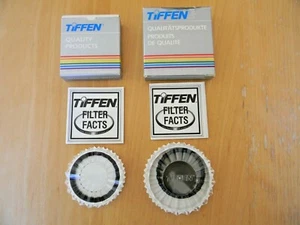 TIFFEN
QUALITY
PRODUCTS
TIFFEN
QUALITÄTSPRODUKTE
PRODUITS
DE QUALITÉ
TIFFEN
FILTER
FACTS
TIFFEN
FILTER
FACTS